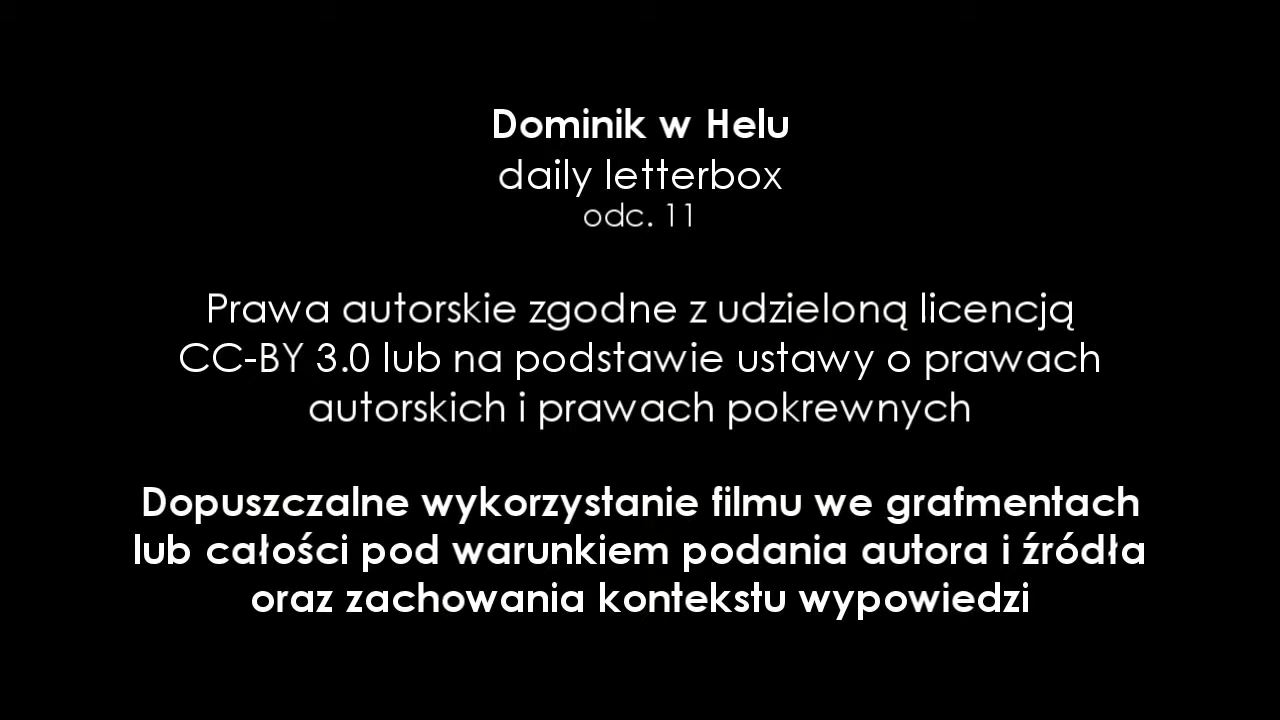 Dominik w Helu
daily letterbox
odc. 11
Prawa autorskie zgodne z udzieloną licencją
CC-BY 3.0 lub na podstawie ustawy o prawach
autorskich i prawach pokrewnych
Dopuszczalne wykorzystanie filmu we grafmentach
lub całości pod warunkiem podania autora i źródła
oraz zachowania kontekstu wypowiedzi